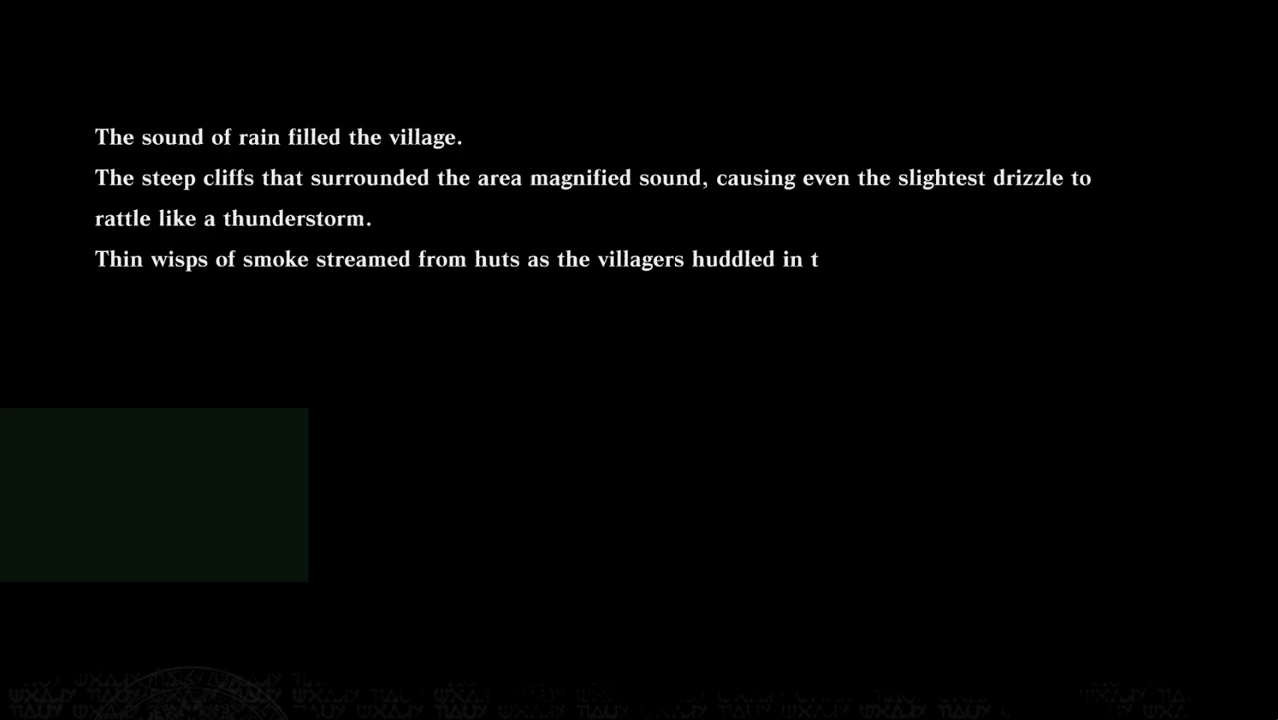 The sound of rain filled the village.
The steep cliffs that surrounded the area magnified sound, causing even the slightest drizzle to
rattle like a thunderstorm.
Thin wisps of smoke streamed from huts as the villagers huddled in t